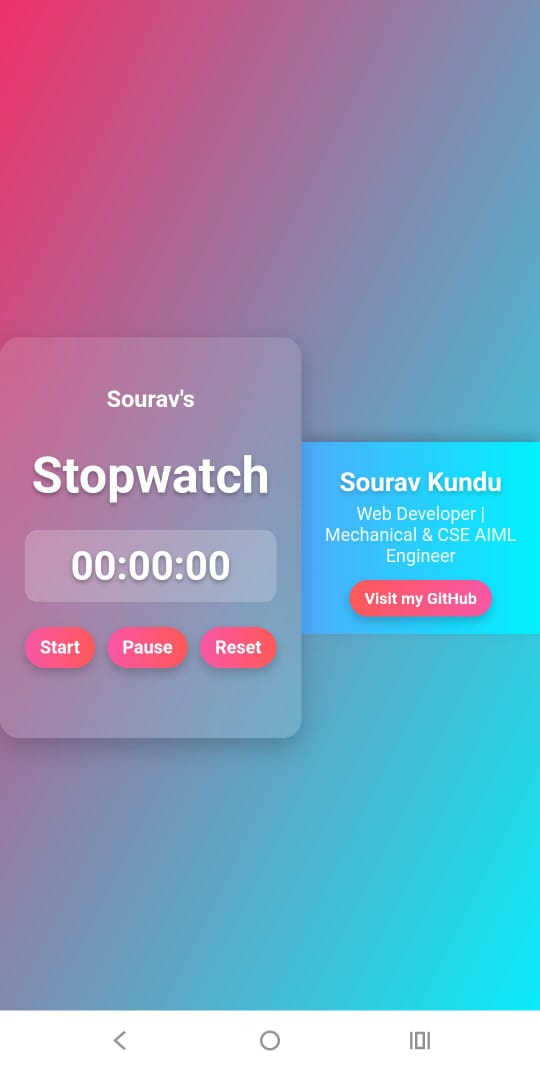 Sourav's
Stopwatch
00:00:00
Start Pause Reset
Sourav Kundu
Web Developer |
Mechanical & CSE AIML
Engineer
Visit my GitHub